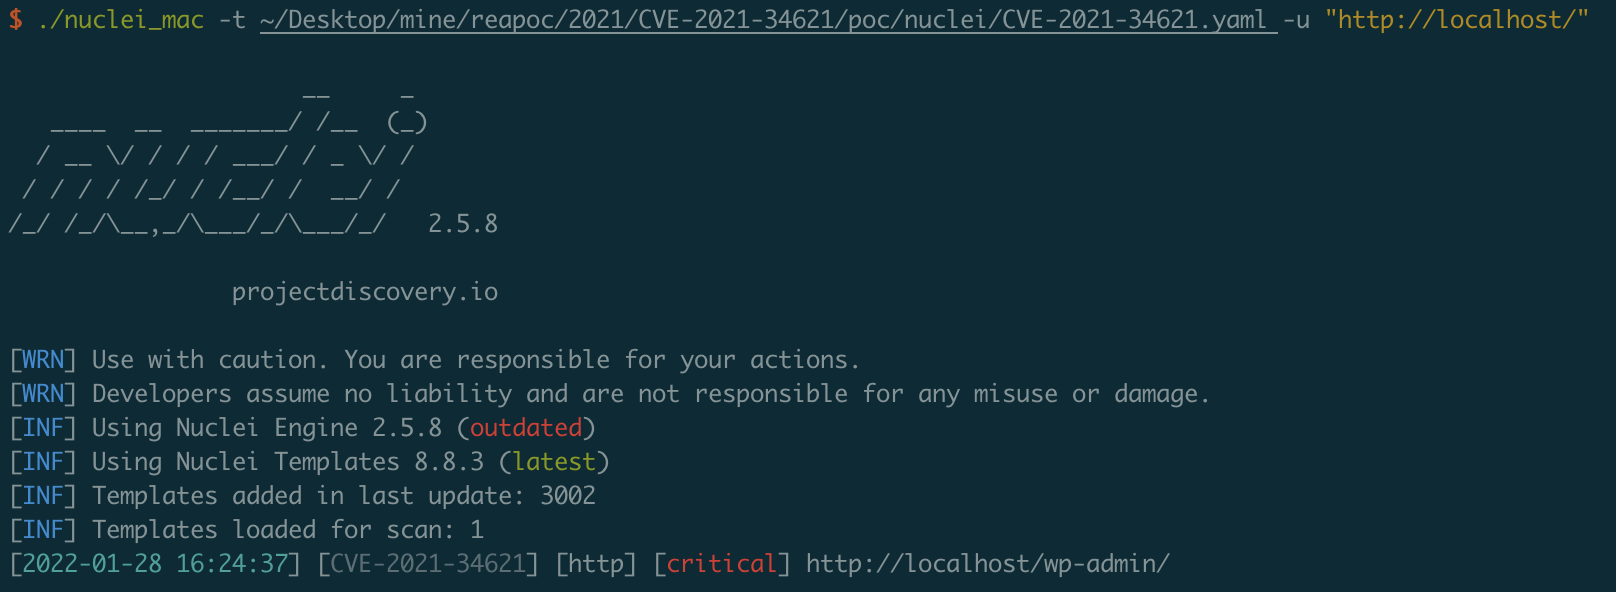 $ ./nuclei_mac -t ~/Desktop/mine/reapoc/2021/CVE-2021-34621/poc/nuclei/CVE-2021-34621.yaml -u "http://localhost/"
                     __     _
   ____  __  _______/ /__  (_)
  / __ \/ / / / ___/ / _ \/ /
 / / / / /_/ / /__/ /  __/ /
/_/ /_/\__,_/\___/_/\___/_/   2.5.8
projectdiscovery.io
[WRN] Use with caution. You are responsible for your actions.
[WRN] Developers assume no liability and are not responsible for any misuse or damage.
[INF] Using Nuclei Engine 2.5.8 (outdated)
[INF] Using Nuclei Templates 8.8.3 (latest)
[INF] Templates added in last update: 3002
[INF] Templates loaded for scan: 1
[2022-01-28 16:24:37] [CVE-2021-34621] [http] [critical] http://localhost/wp-admin/